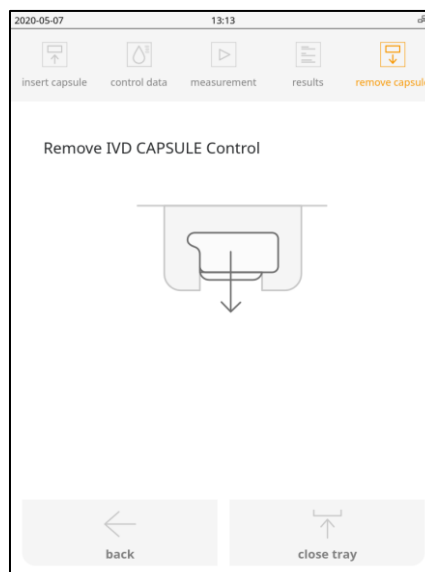 2020-05-07 13:13
insert capsule control data measurement results remove capsule
Remove IVD CAPSULE Control
back close tray